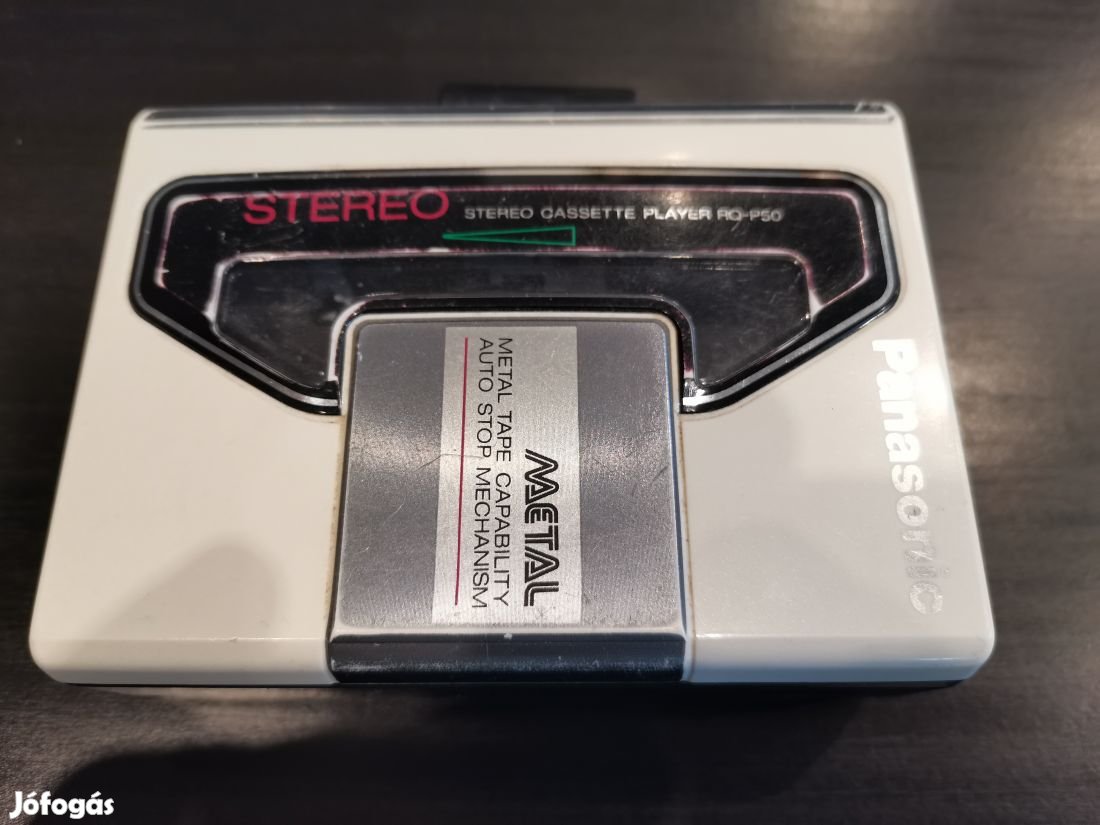 STEREO STEREO CASSETTE PLAYER RQ-P50
Panasonic
METAL
METAL TAPE CAPABILITY
AUTO STOP MECHANISM
Jófogás